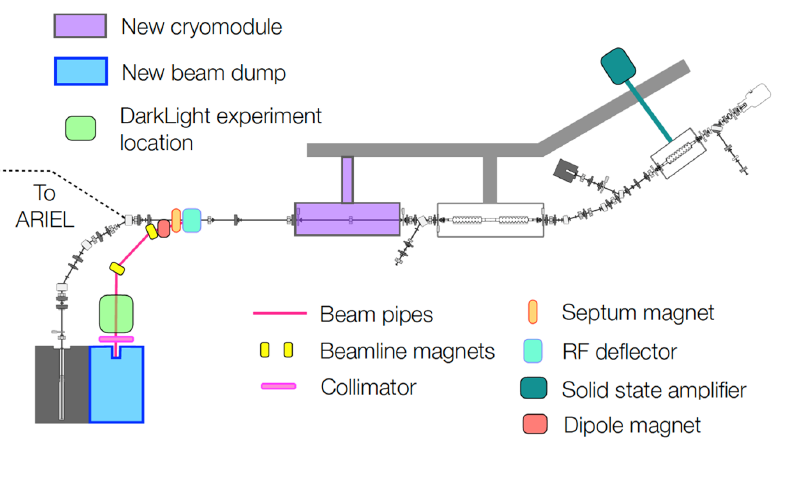 New cryomodule
New beam dump
DarkLight experiment
location
To
ARIEL
Beam pipes
Beamline magnets
Collimator
Septum magnet
RF deflector
Solid state amplifier
Dipole magnet